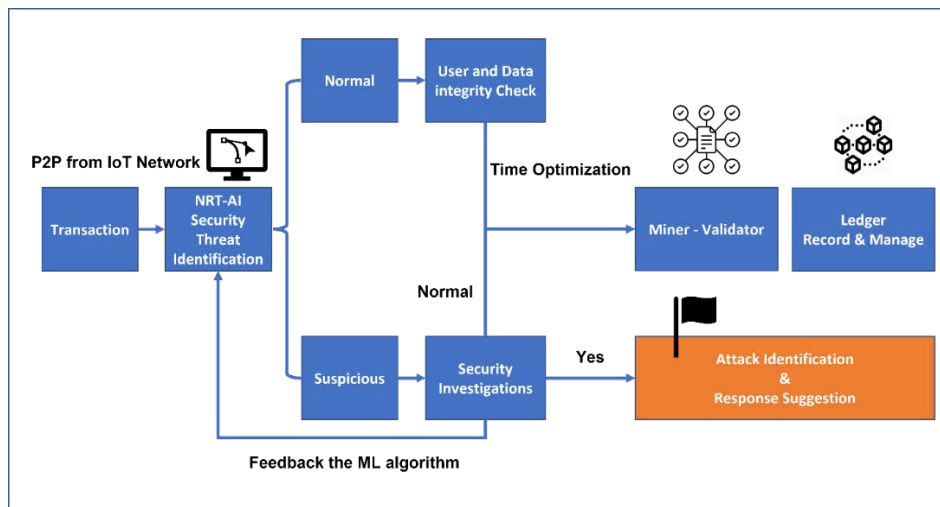 Normal
User and Data
integrity Check
P2P from IoT Network
Time Optimization
Transaction
NRT-AI
Security
Threat
Identification
Miner - Validator
Ledger
Record & Manage
Normal
Suspicious
Security
Investigations
Yes
Attack Identification
&
Response Suggestion
Feedback the ML algorithm